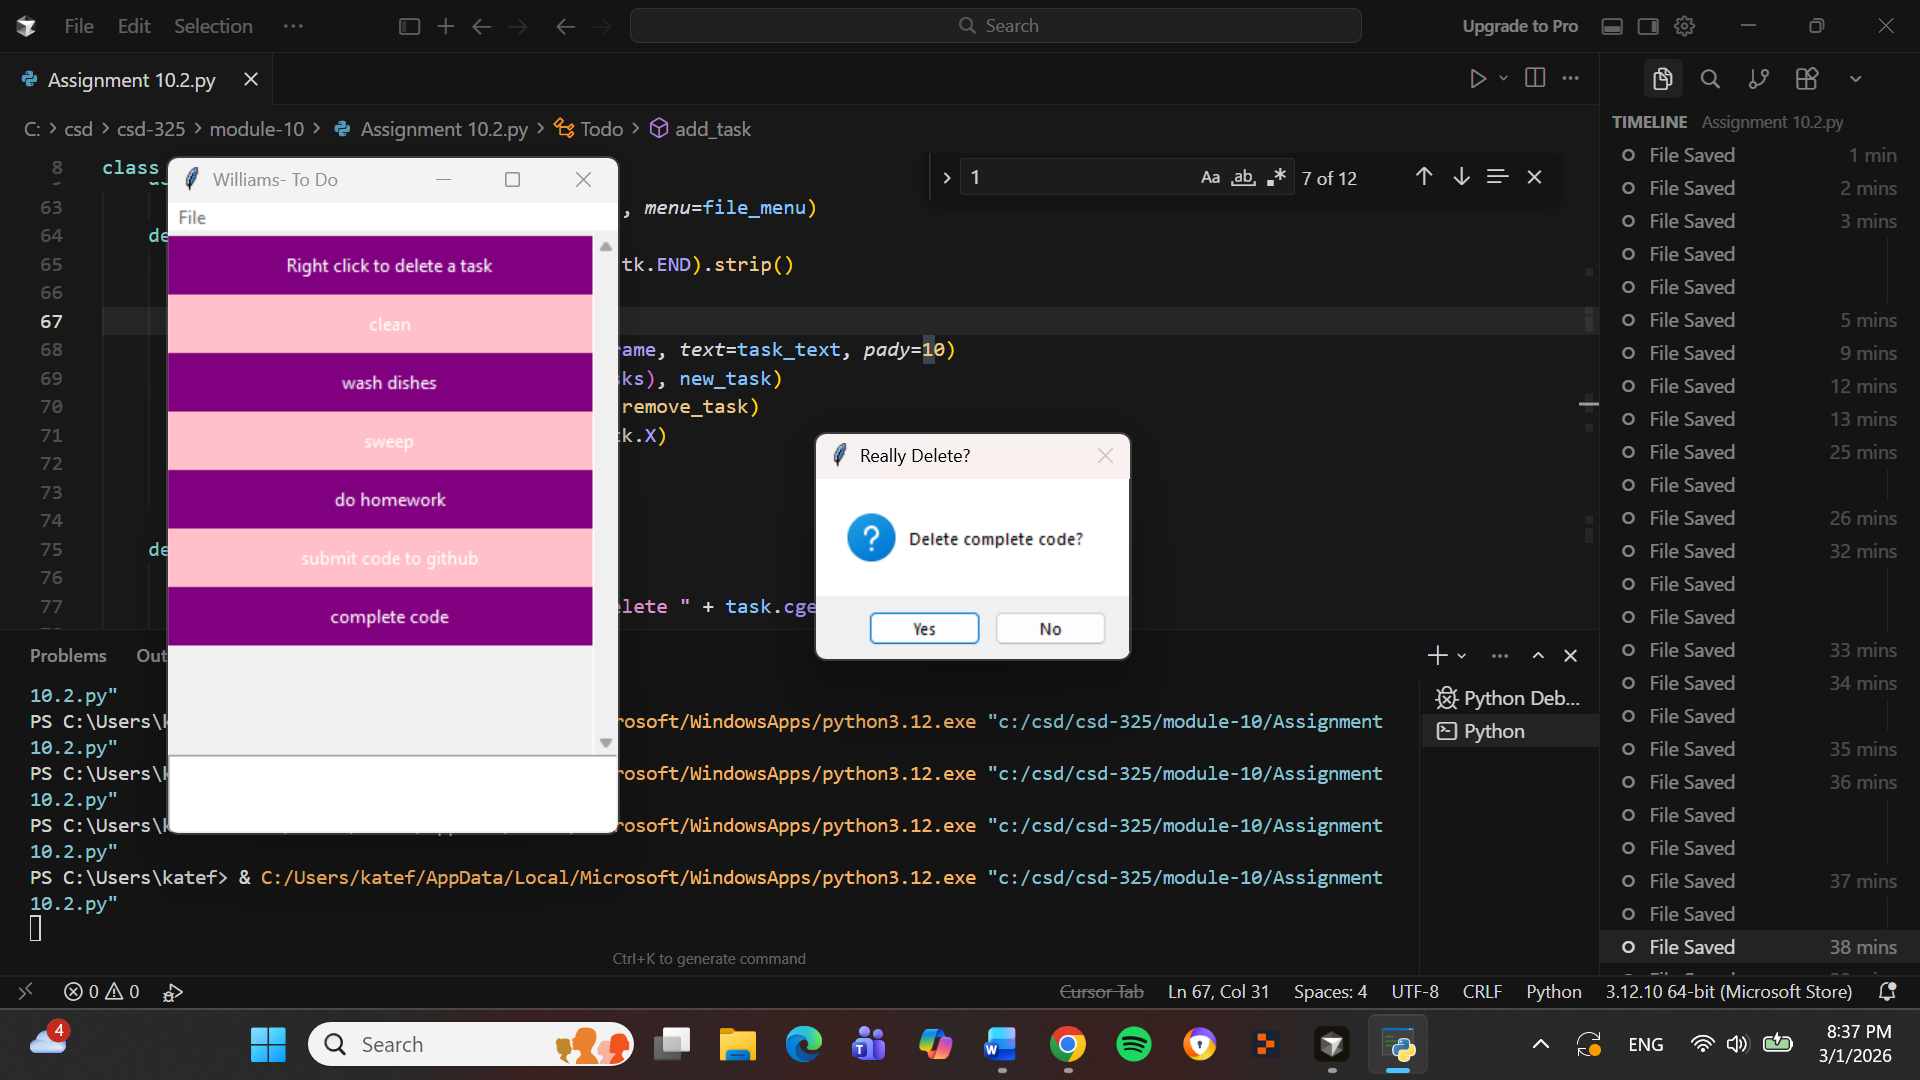 File Edit Selection ···
Search
Upgrade to Pro
Assignment 10.2.py
C: > csd > csd-325 > module-10 > Assignment 10.2.py > Todo > add_task
1 Aa ab 7 of 12
8 class
63 , menu=file_menu)
64 de
65 tk.END).strip()
66
67
68 ame, text=task_text, pady=10)
69 sks), new_task)
70 remove_task)
71 tk.X)
72
73
74
75 de
76
77 elete " + task.cge
Williams- To Do
File
Right click to delete a task
clean
wash dishes
sweep
do homework
submit code to github
complete code
Really Delete?
Delete complete code?
Yes No
Problems Out
10.2.py"
PS C:\Users\k rosoft/WindowsApps/python3.12.exe "c:/csd/csd-325/module-10/Assignment
10.2.py"
PS C:\Users\k rosoft/WindowsApps/python3.12.exe "c:/csd/csd-325/module-10/Assignment
10.2.py"
PS C:\Users\k rosoft/WindowsApps/python3.12.exe "c:/csd/csd-325/module-10/Assignment
10.2.py"
PS C:\Users\katef> & C:/Users/katef/AppData/Local/Microsoft/WindowsApps/python3.12.exe "c:/csd/csd-325/module-10/Assignment
10.2.py"
Ctrl+K to generate command
Python Deb...
Python
TIMELINE Assignment 10.2.py
File Saved 1 min
File Saved 2 mins
File Saved 3 mins
File Saved
File Saved
File Saved 5 mins
File Saved 9 mins
File Saved 12 mins
File Saved 13 mins
File Saved 25 mins
File Saved
File Saved 26 mins
File Saved 32 mins
File Saved
File Saved
File Saved 33 mins
File Saved 34 mins
File Saved
File Saved 35 mins
File Saved 36 mins
File Saved
File Saved
File Saved 37 mins
File Saved
File Saved 38 mins
0 0
Cursor Tab Ln 67, Col 31 Spaces: 4 UTF-8 CRLF Python 3.12.10 64-bit (Microsoft Store)
4
Search
ENG
8:37 PM
3/1/2026